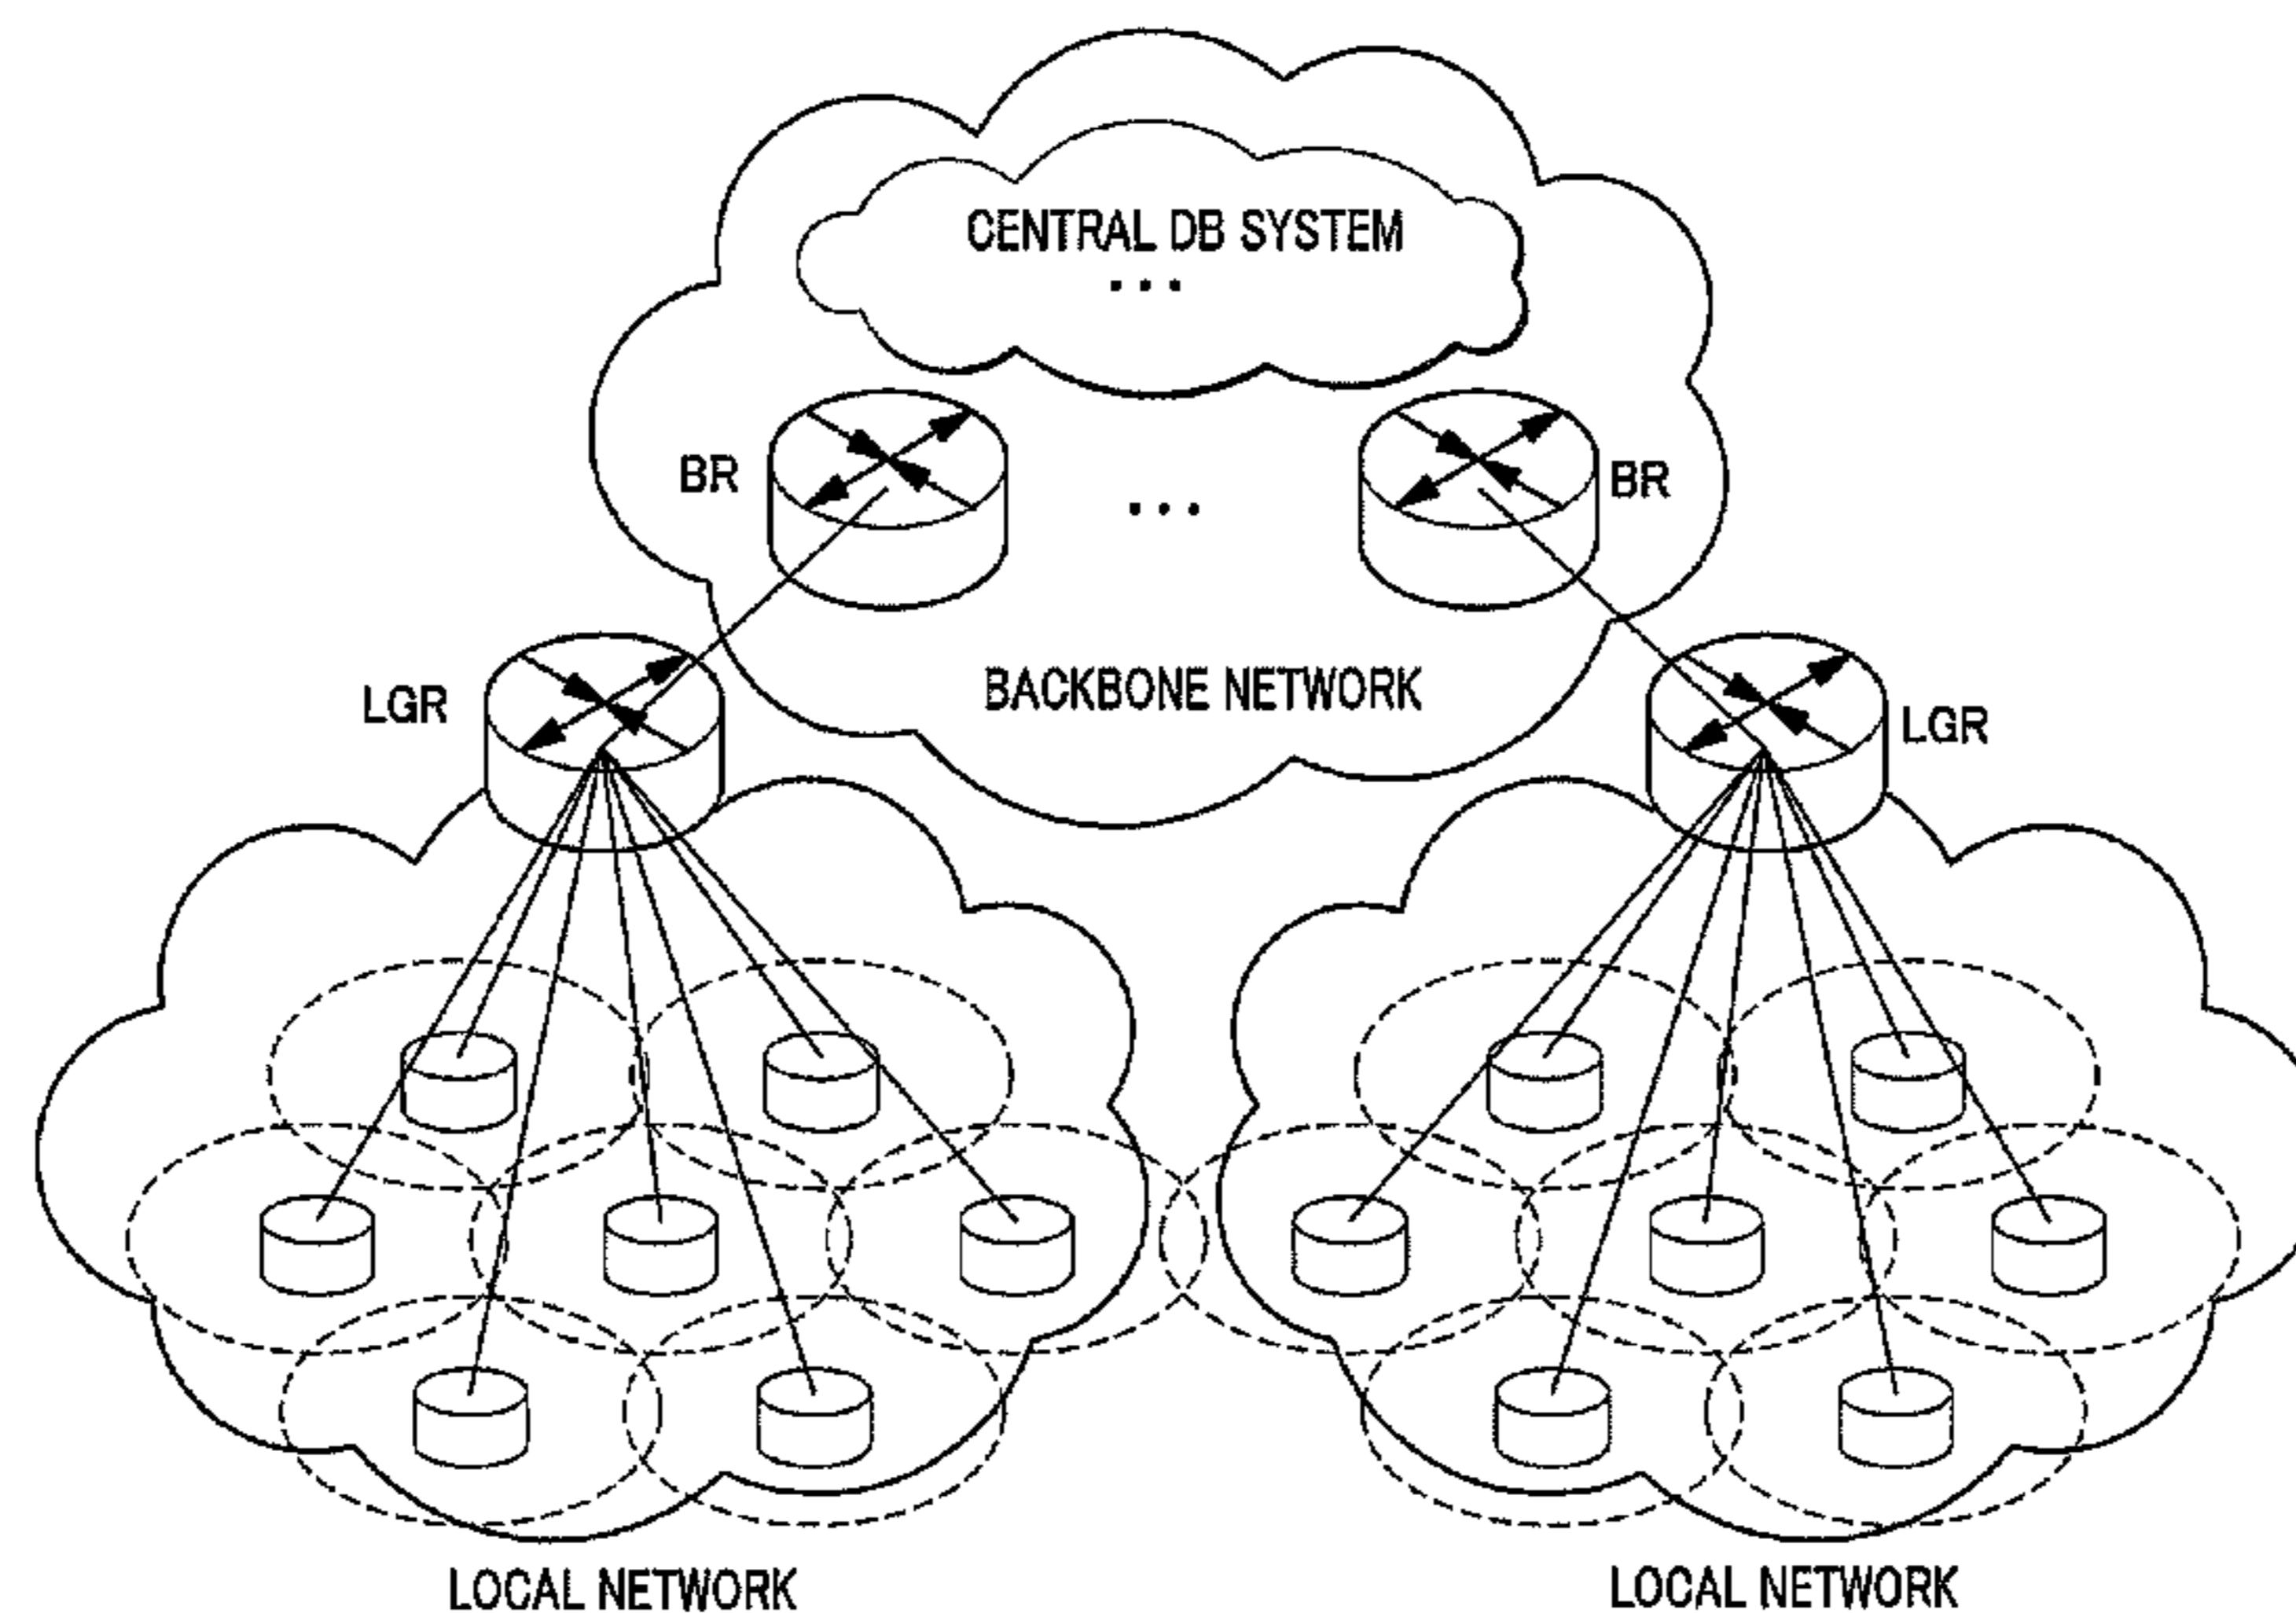 CENTRAL DB SYSTEM
...
BR
...
BR
LGR
BACKBONE NETWORK
LGR
LOCAL NETWORK
LOCAL NETWORK